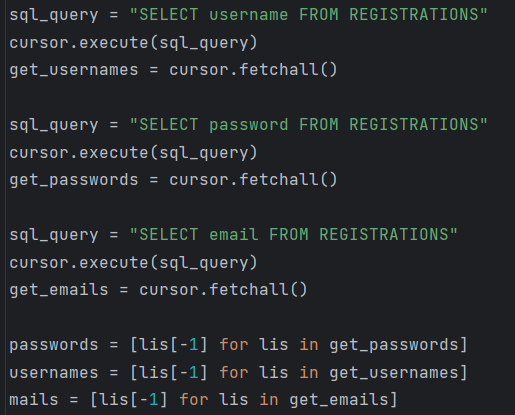 sql_query = "SELECT username FROM REGISTRATIONS"
cursor.execute(sql_query)
get_usernames = cursor.fetchall()
sql_query = "SELECT password FROM REGISTRATIONS"
cursor.execute(sql_query)
get_passwords = cursor.fetchall()
sql_query = "SELECT email FROM REGISTRATIONS"
cursor.execute(sql_query)
get_emails = cursor.fetchall()
passwords = [lis[-1] for lis in get_passwords]
usernames = [lis[-1] for lis in get_usernames]
mails = [lis[-1] for lis in get_emails]